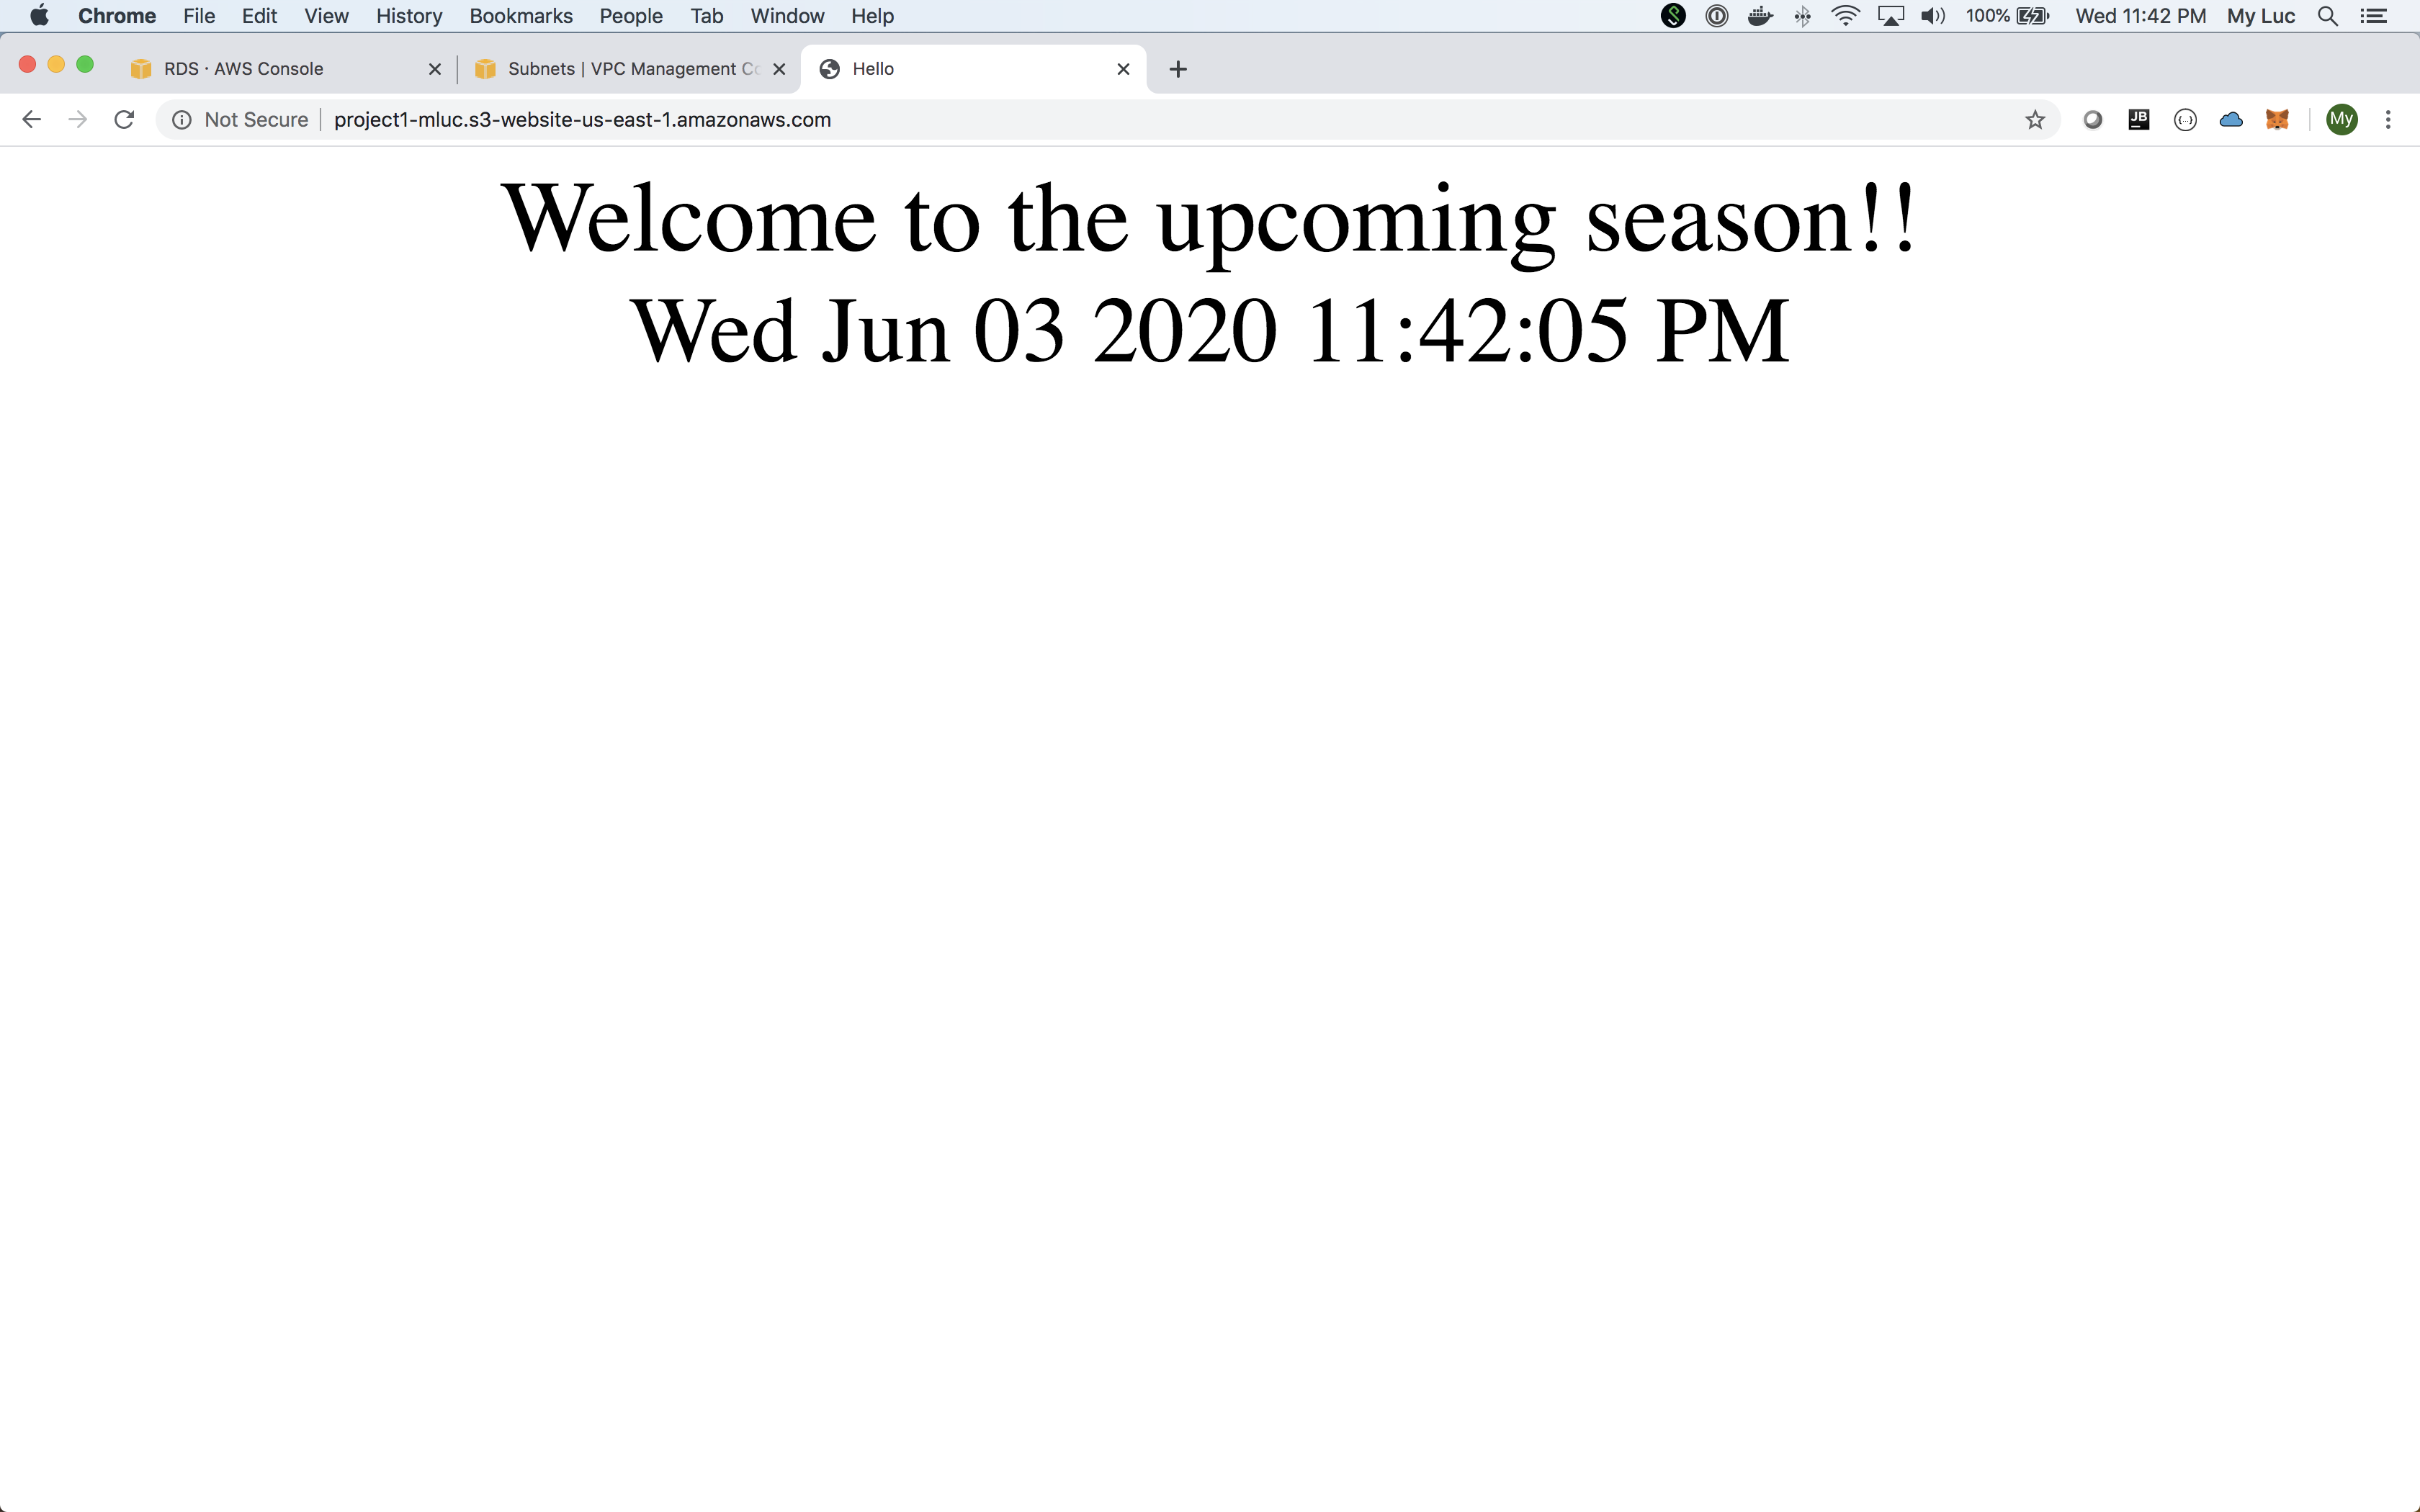 Chrome File Edit View History Bookmarks People Tab Window Help 100% Wed 11:42 PM My Luc
RDS · AWS Console Subnets | VPC Management Co Hello
Not Secure project1-mluc.s3-website-us-east-1.amazonaws.com JB My
Welcome to the upcoming season!!
Wed Jun 03 2020 11:42:05 PM